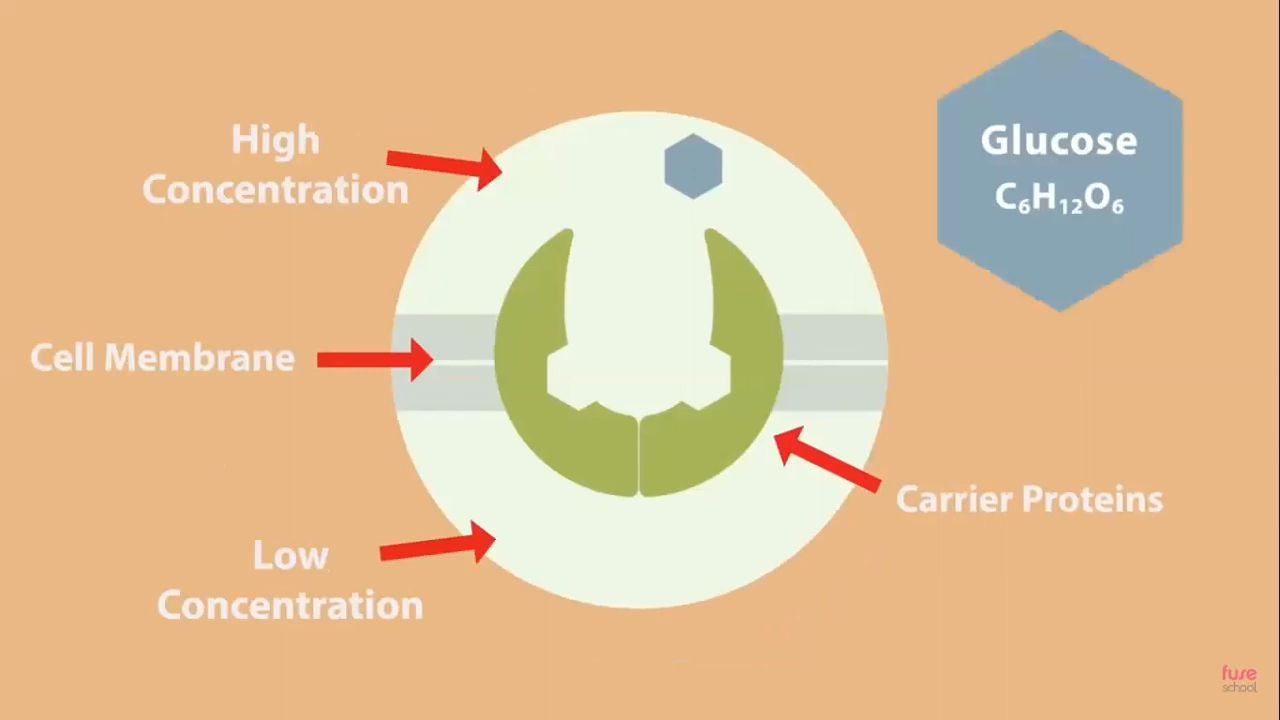 High
Concentration
Glucose
C₆H₁₂O₆
Cell Membrane
Carrier Proteins
Low
Concentration
fuse
school